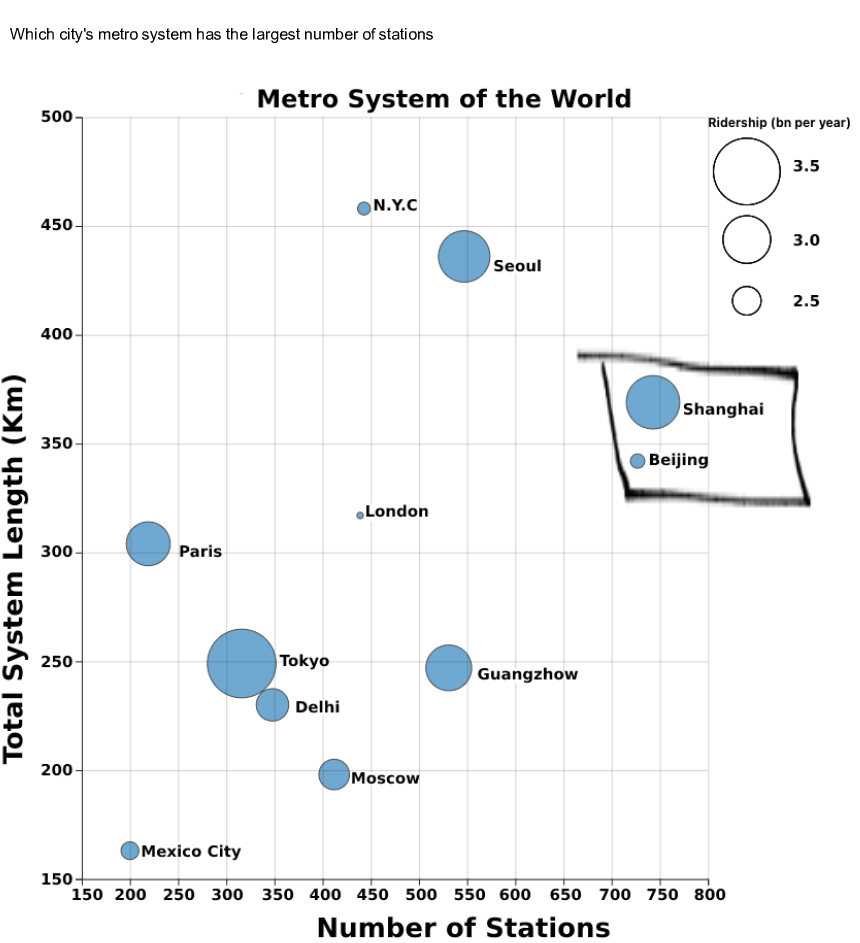 Which city's metro system has the largest number of stations
Metro System of the World
Ridership (bn per year)
3.5
3.0
2.5
500
450
400
350
300
250
200
150
Total System Length (Km)
N.Y.C
Seoul
Shanghai
Beijing
London
Paris
Tokyo
Guangzhow
Delhi
Moscow
Mexico City
150 200 250 300 350 400 450 500 550 600 650 700 750 800
Number of Stations